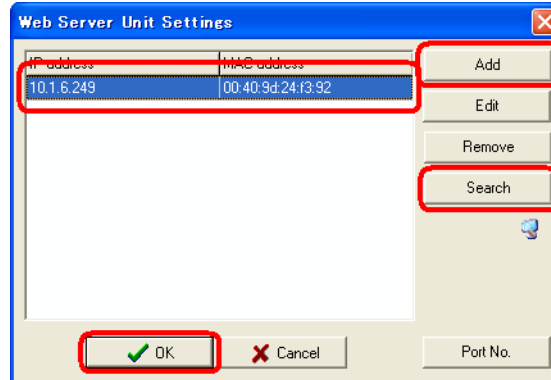 Web Server Unit Settings
IP address MAC address
10.1.6.249 00:40:9d:24:f3:92
Add
Edit
Remove
Search
OK Cancel Port No.